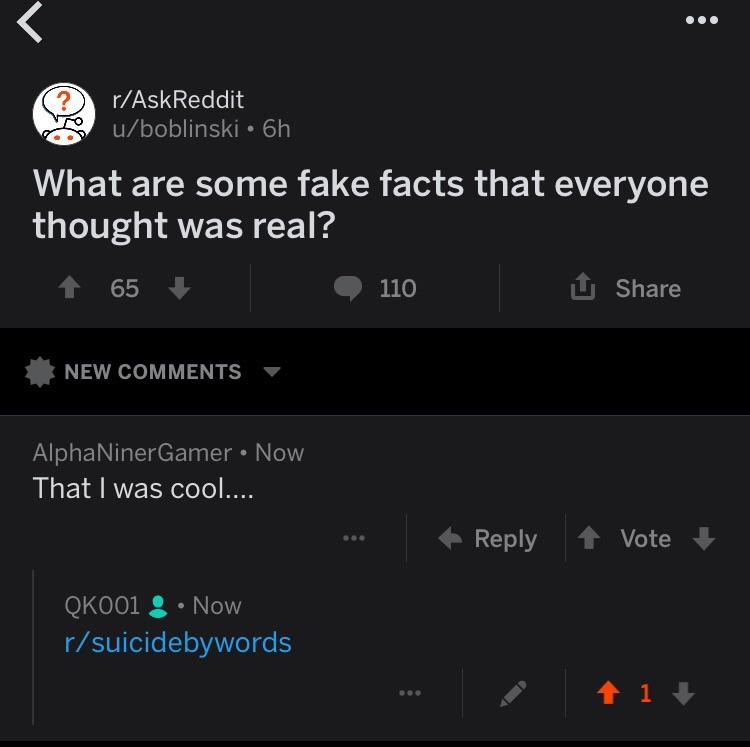 r/AskReddit
u/boblinski • 6h
What are some fake facts that everyone
thought was real?
65
110
Share
NEW COMMENTS
AlphaNinerGamer • Now
That I was cool....
Reply
Vote
QK001 • Now
r/suicidebywords
1